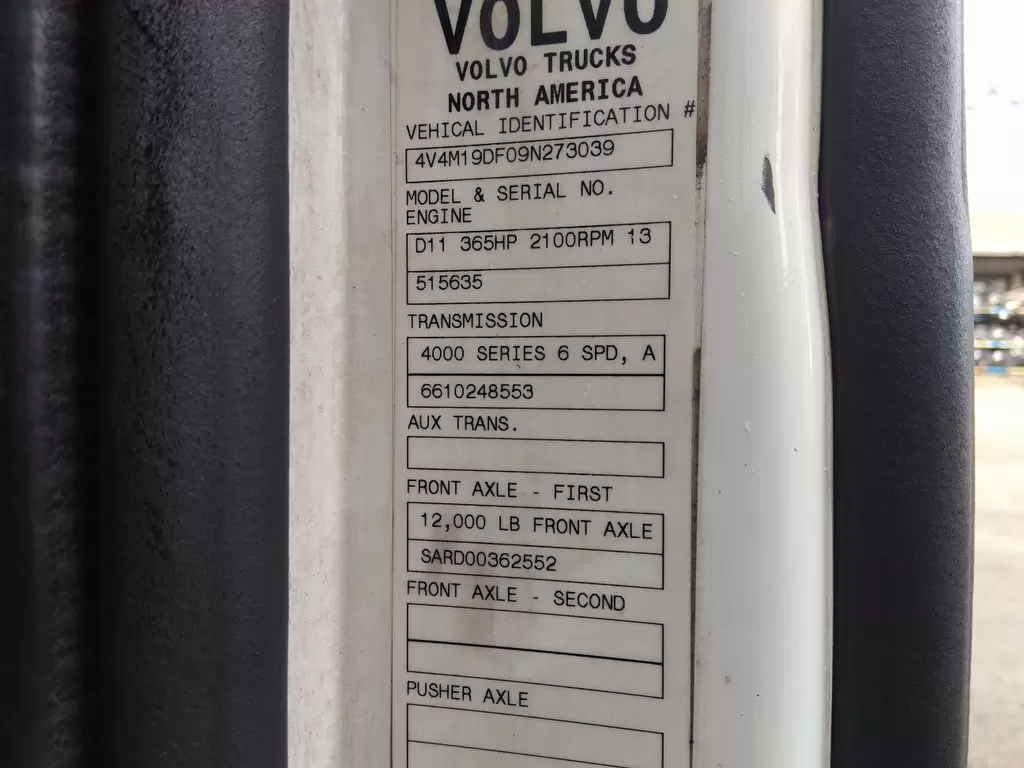 VOLVO
VOLVO TRUCKS
NORTH AMERICA
VEHICAL IDENTIFICATION #
4V4M19DF09N273039
MODEL & SERIAL NO.
ENGINE
D11 365HP 2100RPM 13
515635
TRANSMISSION
4000 SERIES 6 SPD, A
6610248553
AUX TRANS.
FRONT AXLE - FIRST
12,000 LB FRONT AXLE
SARD00362552
FRONT AXLE - SECOND
PUSHER AXLE